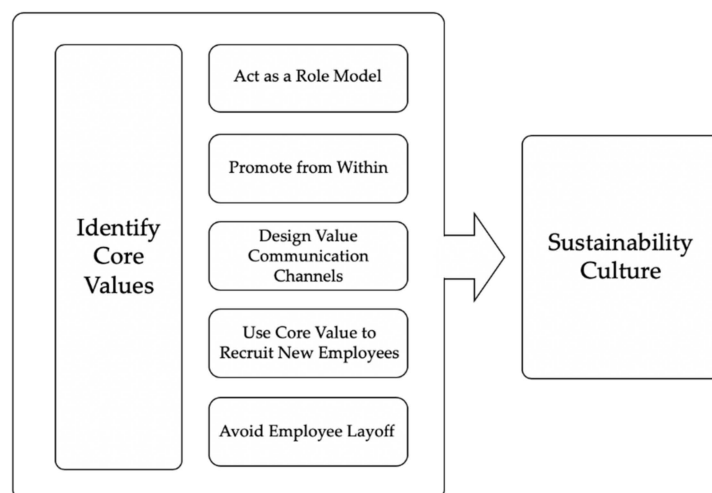 Identify
Core
Values
Act as a Role Model
Promote from Within
Design Value
Communication
Channels
Use Core Value to
Recruit New Employees
Avoid Employee Layoff
Sustainability
Culture